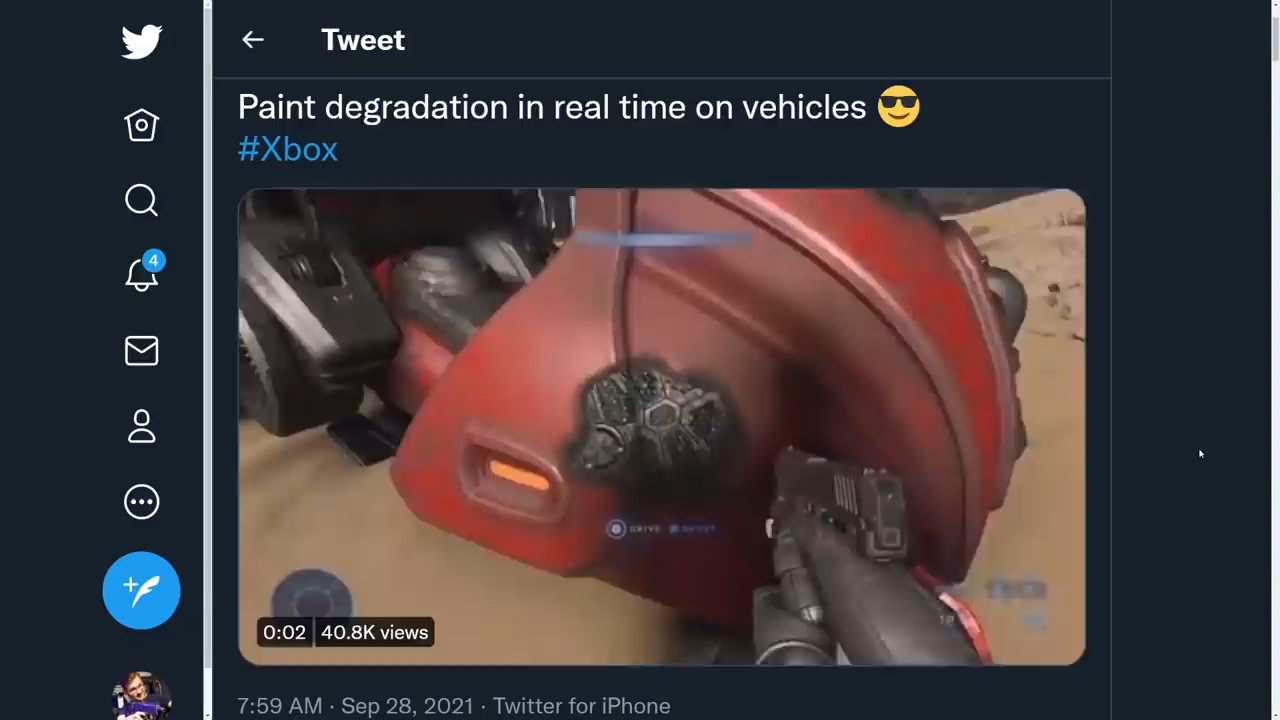 Tweet
Paint degradation in real time on vehicles 😎
#Xbox
4
DRIVE
0:02 40.8K views
7:59 AM · Sep 28, 2021 · Twitter for iPhone